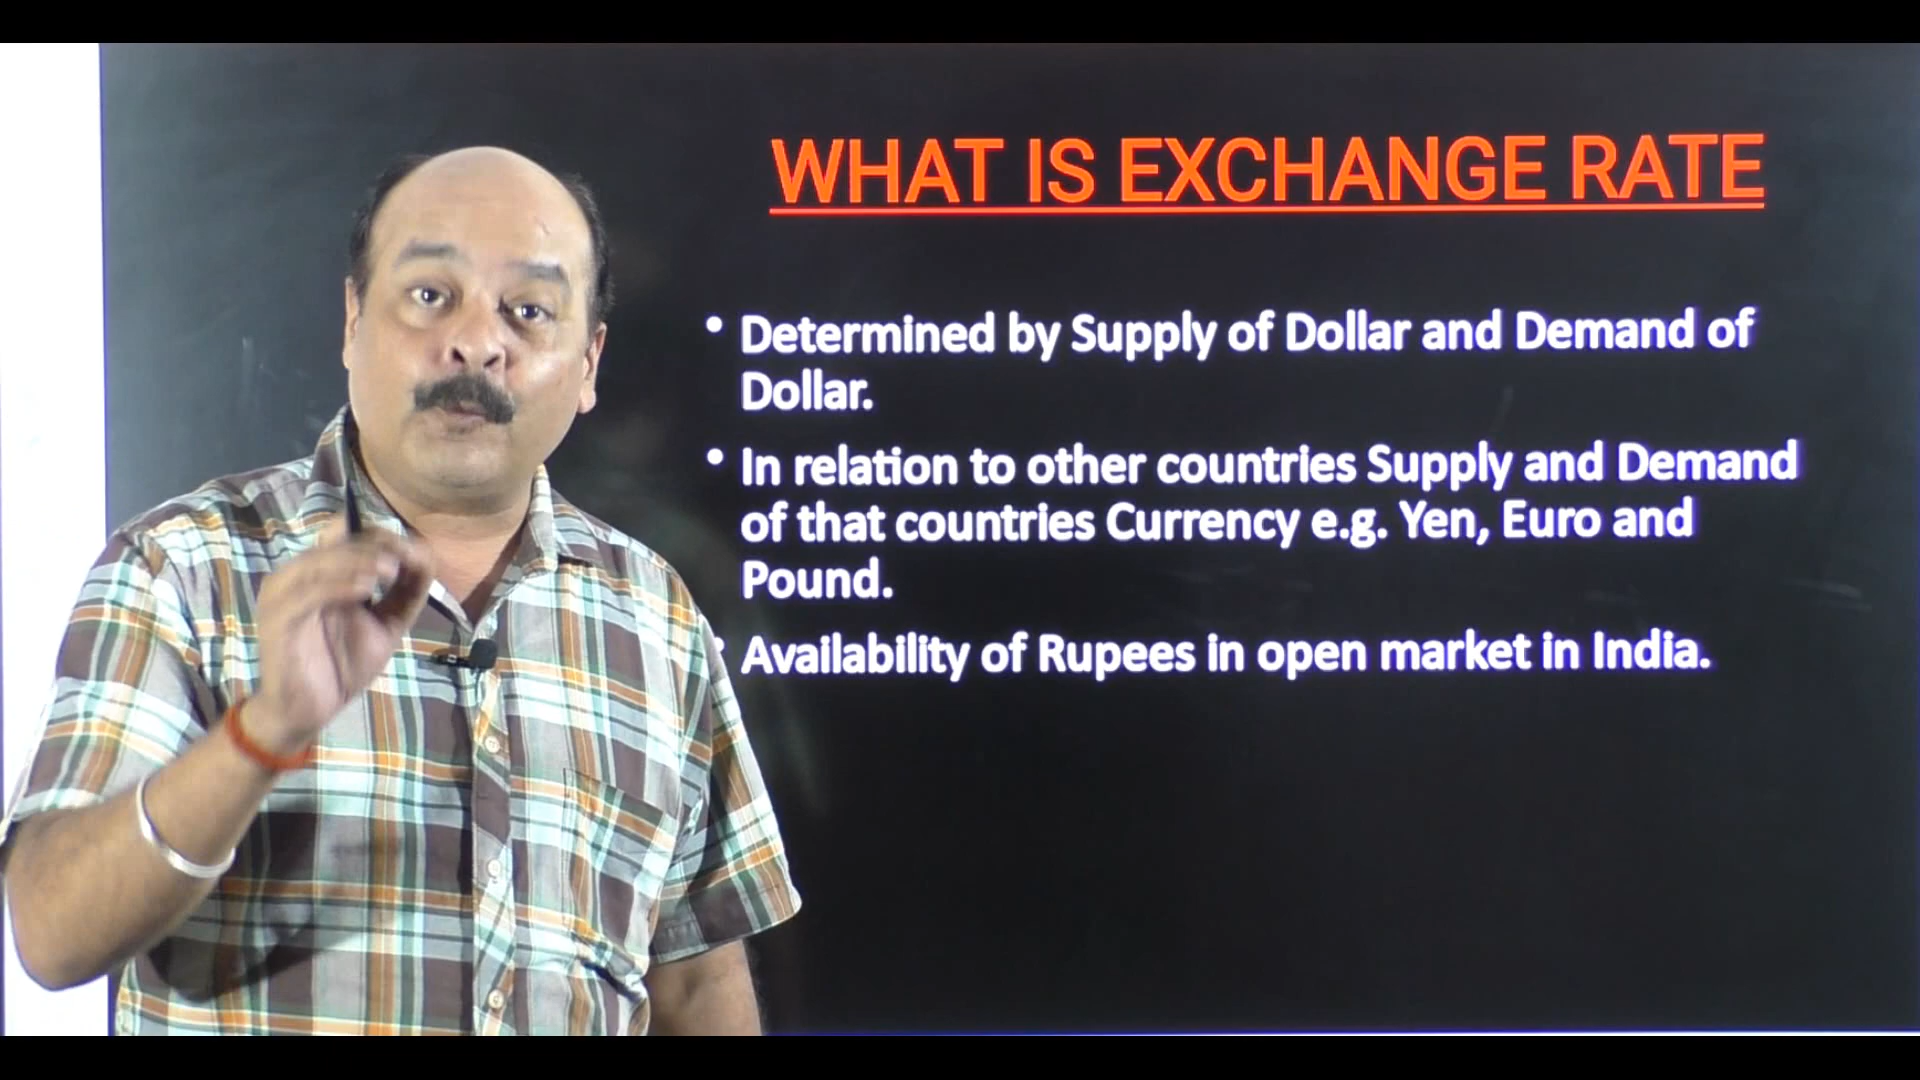 WHAT IS EXCHANGE RATE
• Determined by Supply of Dollar and Demand of
Dollar.
• In relation to other countries Supply and Demand
of that countries Currency e.g. Yen, Euro and
Pound.
• Availability of Rupees in open market in India.